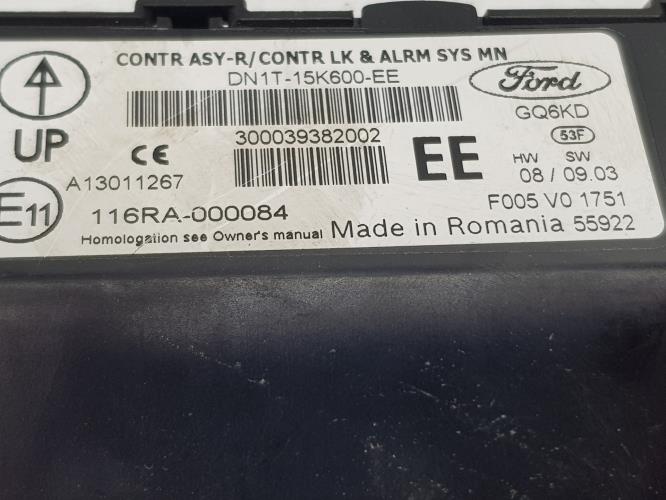 CONTR ASY-R/CONTR LK & ALRM SYS MN
DN1T-15K600-EE
Ford
GQ6KD
53F
UP
CE
300039382002
EE
HW SW
08 / 09.03
A13011267
E11
116RA-000084
F005 V0 1751
Homologation see Owner's manual Made in Romania 55922